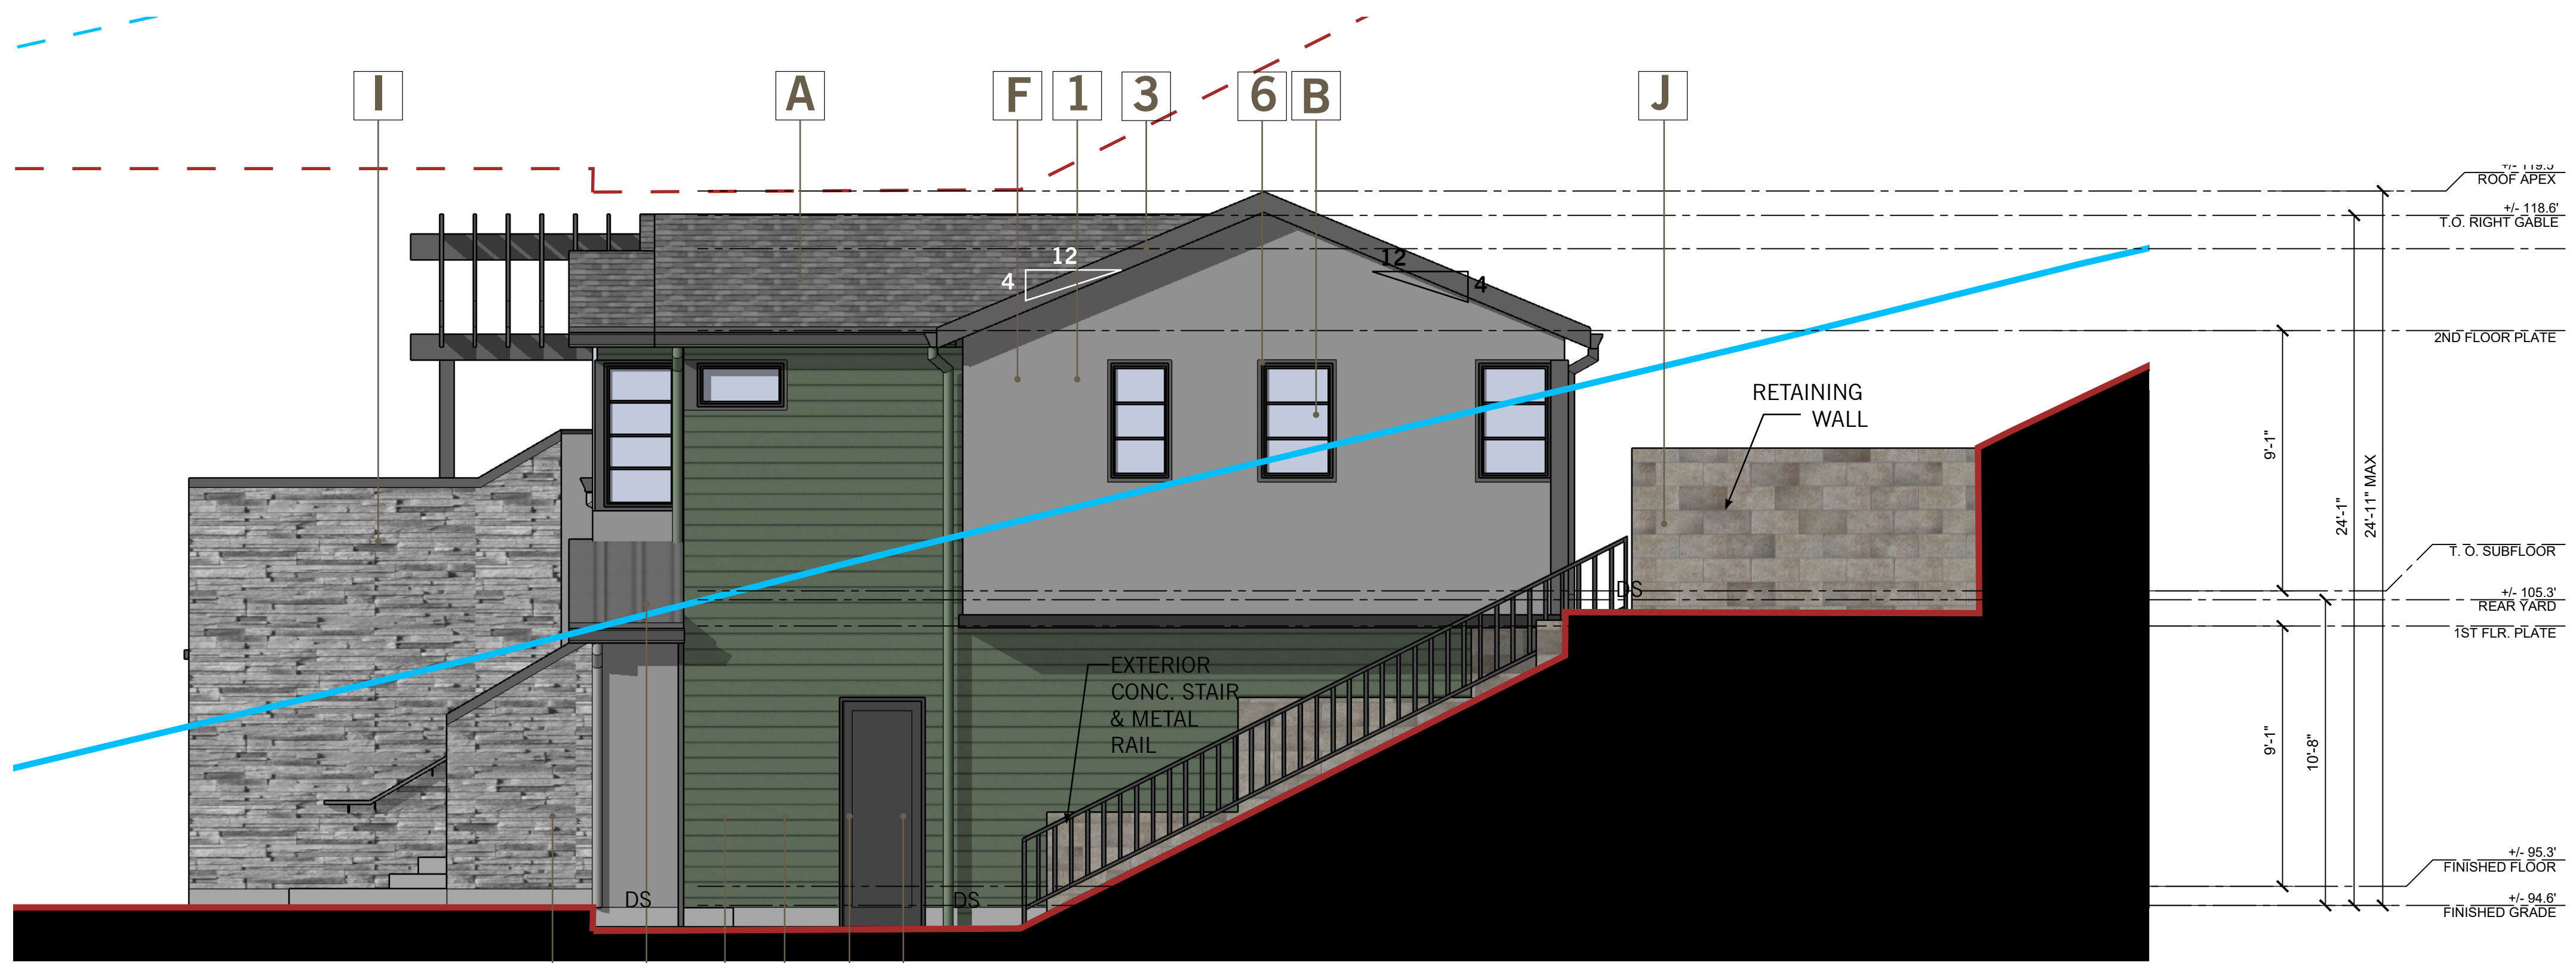 I
A
F
1
3
6
B
J
+/- 119.5'
ROOF APEX
+/- 118.6'
T.O. RIGHT GABLE
12
4
12
4
2ND FLOOR PLATE
RETAINING
WALL
9'-1"
24'-1"
24'-11" MAX
T. O. SUBFLOOR
DS
+/- 105.3'
REAR YARD
1ST FLR. PLATE
EXTERIOR
CONC. STAIR
& METAL
RAIL
9'-1"
10'-8"
+/- 95.3'
FINISHED FLOOR
DS
DS
+/- 94.6'
FINISHED GRADE